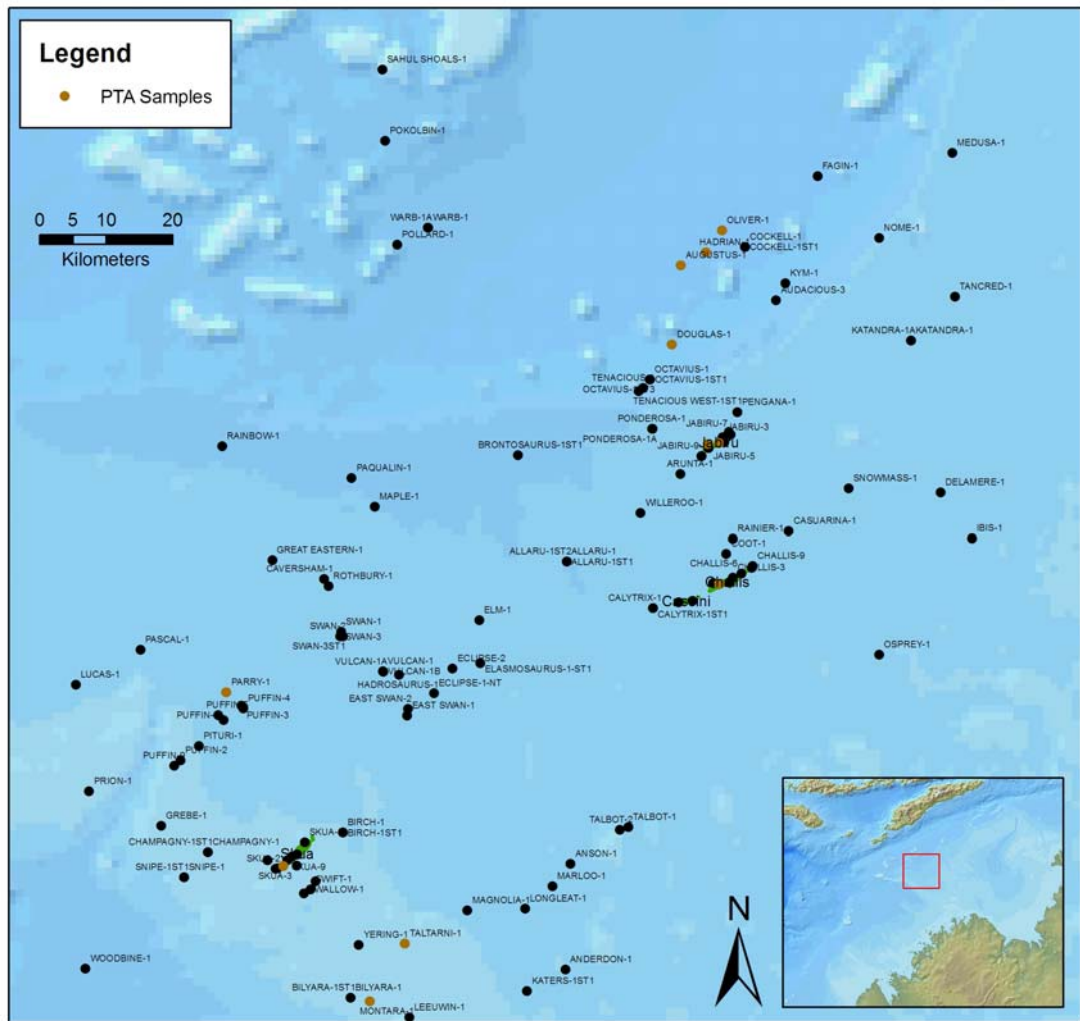 Legend
PTA Samples
SAHUL SHOALS-1
POKOLBIN-1
MEDUSA-1
FAGIN-1
0 5 10 20
Kilometers
WARB-1AWARB-1
POLLARD-1
OLIVER-1
COCKELL-1
HADRIAN-1
COCKELL-1ST1
NOME-1
AUGUSTUS-1
KYM-1
AUDACIOUS-3
TANCRED-1
DOUGLAS-1
KATANDRA-1AKATANDRA-1
OCTAVIUS-1
OCTAVIUS-1ST1
TENACIOUS WEST-1ST1
PENGANA-1
PONDEROSA-1
JABIRU-7
JABIRU-3
RAINBOW-1
PONDEROSA-1A
Jabiru
BRONTOSAURUS-1ST1
JABIRU-5
ARUNTA-1
PAQUALIN-1
SNOWMASS-1
DELAMERE-1
MAPLE-1
WILLEROO-1
RAINIER-1
CASUARINA-1
IBIS-1
GREAT EASTERN-1
ALLARU-1ST2ALLARU-1
ALLARU-1ST1
COOT-1
CHALLIS-9
CAVERSHAM-1
ROTHBURY-1
CHALLIS-6
CHALLIS-3
Challis
CALYTRIX-1
Cassini
CALYTRIX-1ST1
SWAN-1
ELM-1
SWAN-3
SWAN-3ST1
PASCAL-1
OSPREY-1
VULCAN-1AVULCAN-1
VULCAN-1B
ECLIPSE-2
ELASMOSAURUS-1-ST1
LUCAS-1
HADROSAURUS-1
ECLIPSE-1-NT
PARRY-1
EAST SWAN-2
EAST SWAN-1
PUFFIN-4
PUFFIN-3
PITURI-1
PUFFIN-2
PRION-1
GREBE-1
BIRCH-1
BIRCH-1ST1
TALBOT-2
TALBOT-1
CHAMPAGNY-1ST1CHAMPAGNY-1
Skua
SNIPE-1ST1SNIPE-1
SKUA-3
SKUA-9
ANSON-1
SWIFT-1
MARLOO-1
SWALLOW-1
MAGNOLIA-1
LONGLEAT-1
YERING-1
TALTARNI-1
WOODBINE-1
ANDERDON-1
BILYARA-1ST1BILYARA-1
KATERS-1ST1
MONTARA-1
LEEUWIN-1
N